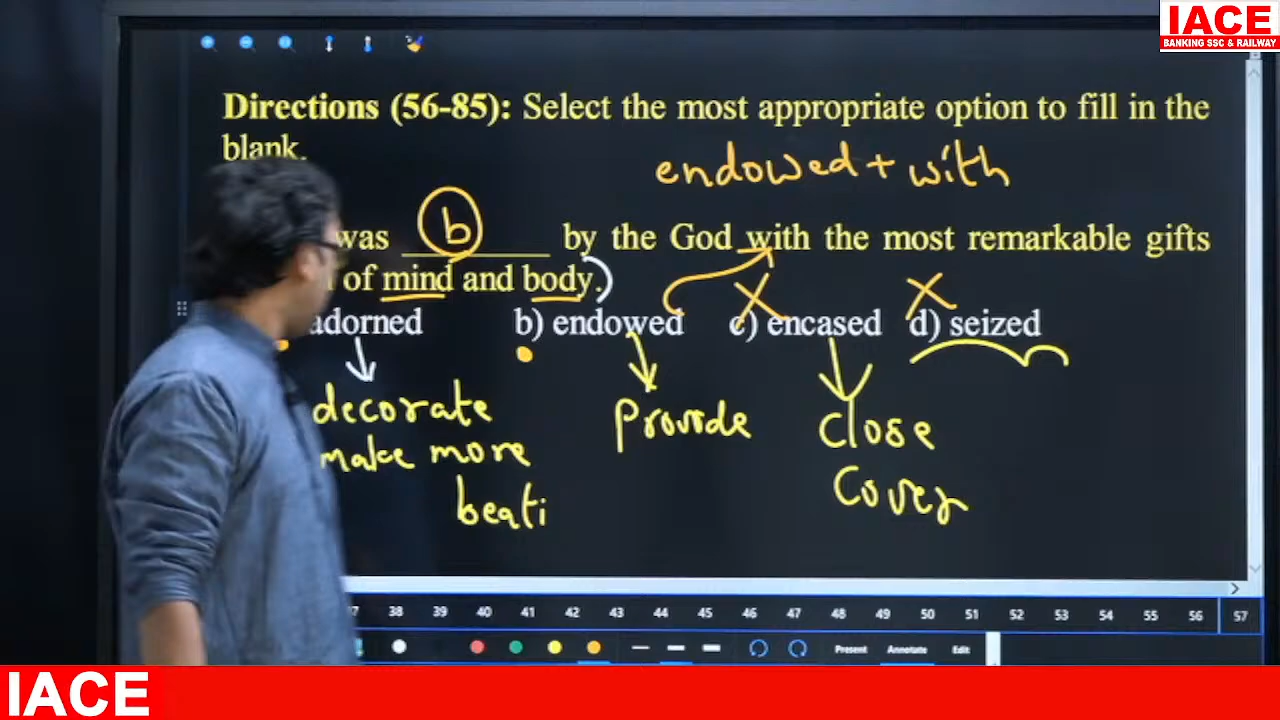 IACE
BANKING SSC & RAILWAY
Directions (56-85): Select the most appropriate option to fill in the
blank.
endowed + with
was b by the God with the most remarkable gifts
of mind and body.)
adorned b) endowed c) encased d) seized
decorate
make more
beati
Provide
close
Cover
37 38 39 40 41 42 43 44 45 46 47 48 49 50 51 52 53 54 55 56 57
Present Annotate Edit
IACE